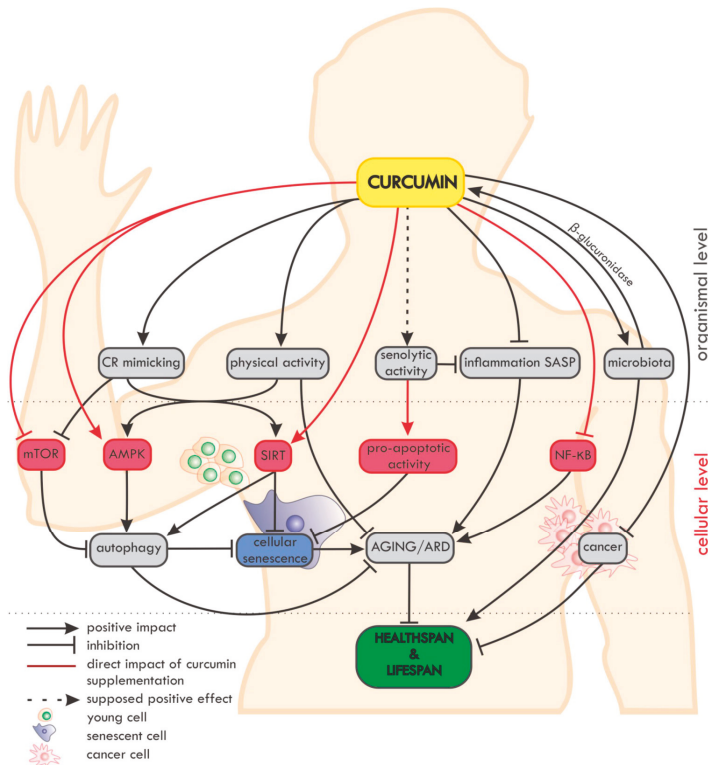 CURCUMIN
β-glucuronidase
organismal level
CR mimicking
physical activity
senolytic
activity
inflammation SASP
microbiota
mTOR
AMPK
SIRT
pro-apoptotic
activity
NF-κB
cellular level
autophagy
cellular
senescence
AGING/ARD
cancer
HEALTHSPAN
&
LIFESPAN
positive impact
inhibition
direct impact of curcumin
supplementation
supposed positive effect
young cell
senescent cell
cancer cell